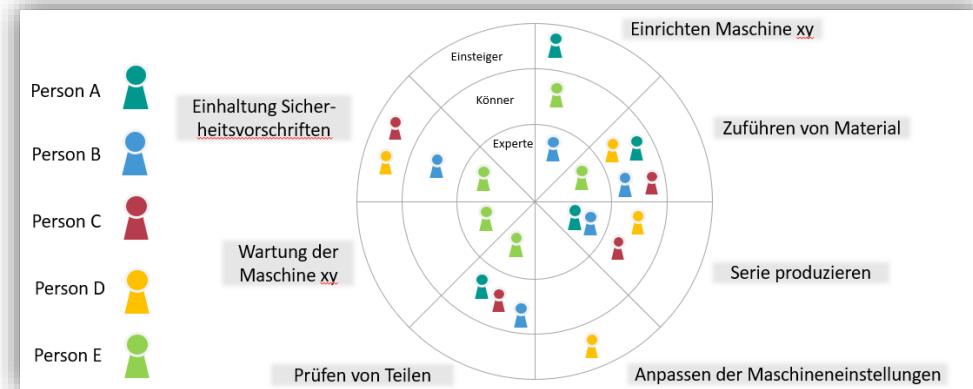 Person A
Person B
Person C
Person D
Person E
Einsteiger
Könner
Experte
Einrichten Maschine xy
Zuführen von Material
Serie produzieren
Anpassen der Maschineneinstellungen
Prüfen von Teilen
Wartung der
Maschine xy
Einhaltung Sicher-
heitsvorschriften